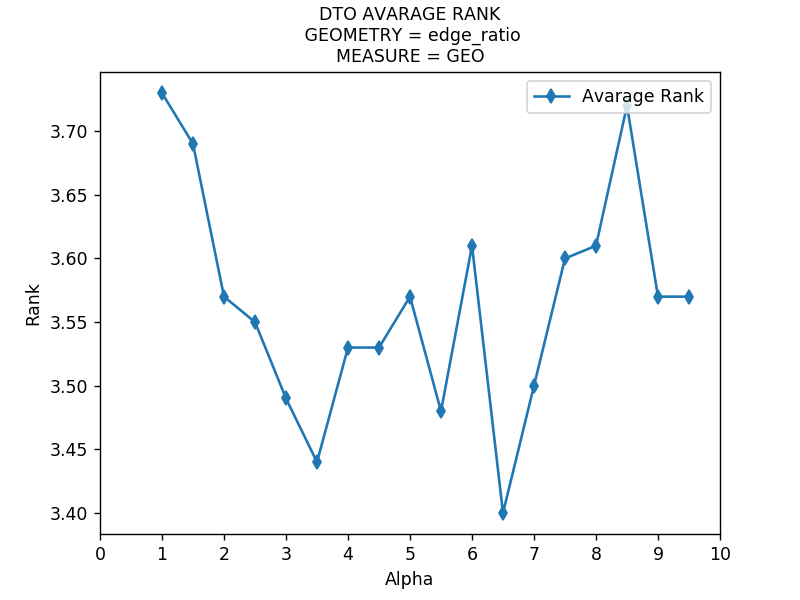 DTO AVARAGE RANK
GEOMETRY = edge_ratio
MEASURE = GEO
Avarage Rank
3.70
3.65
3.60
3.55
3.50
3.45
3.40
Rank
0 1 2 3 4 5 6 7 8 9 10
Alpha